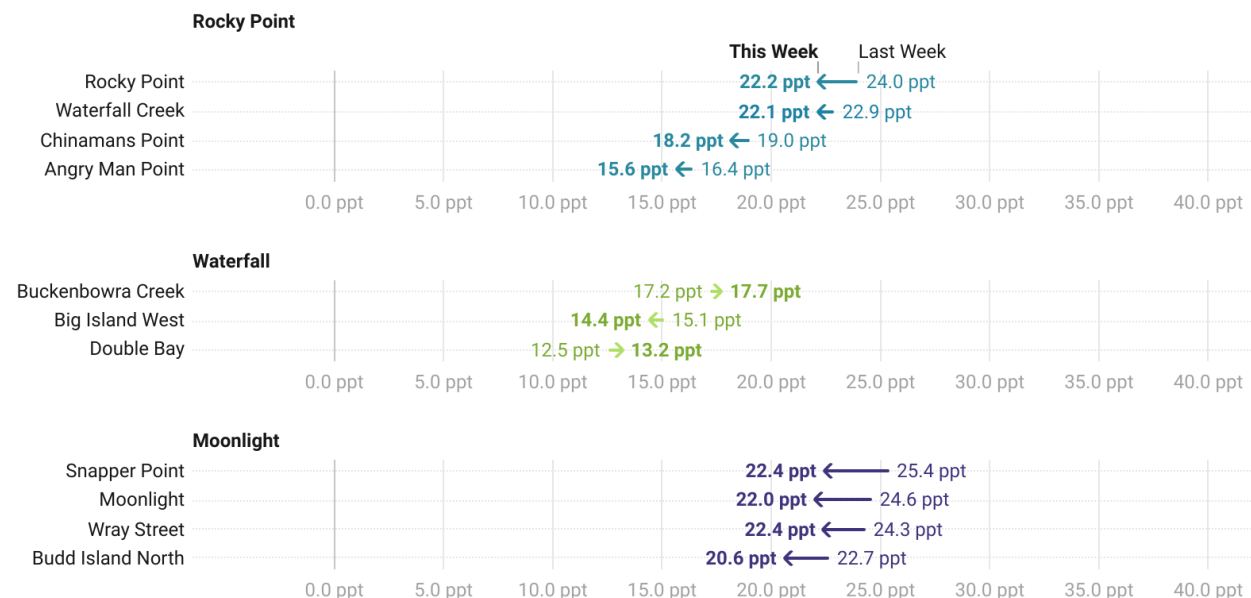 Rocky Point
This Week Last Week
Rocky Point 22.2 ppt 24.0 ppt
Waterfall Creek 22.1 ppt 22.9 ppt
Chinamans Point 18.2 ppt 19.0 ppt
Angry Man Point 15.6 ppt 16.4 ppt
0.0 ppt 5.0 ppt 10.0 ppt 15.0 ppt 20.0 ppt 25.0 ppt 30.0 ppt 35.0 ppt 40.0 ppt
Waterfall
Buckenbowra Creek 17.2 ppt 17.7 ppt
Big Island West 14.4 ppt 15.1 ppt
Double Bay 12.5 ppt 13.2 ppt
0.0 ppt 5.0 ppt 10.0 ppt 15.0 ppt 20.0 ppt 25.0 ppt 30.0 ppt 35.0 ppt 40.0 ppt
Moonlight
Snapper Point 22.4 ppt 25.4 ppt
Moonlight 22.0 ppt 24.6 ppt
Wray Street 22.4 ppt 24.3 ppt
Budd Island North 20.6 ppt 22.7 ppt
0.0 ppt 5.0 ppt 10.0 ppt 15.0 ppt 20.0 ppt 25.0 ppt 30.0 ppt 35.0 ppt 40.0 ppt